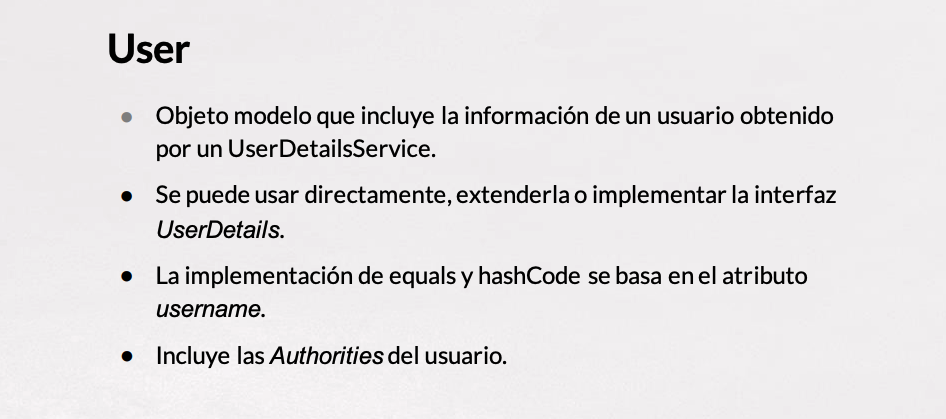 User
● Objeto modelo que incluye la información de un usuario obtenido
por un UserDetailsService.
● Se puede usar directamente, extenderla o implementar la interfaz
UserDetails.
● La implementación de equals y hashCode se basa en el atributo
username.
● Incluye las Authorities del usuario.